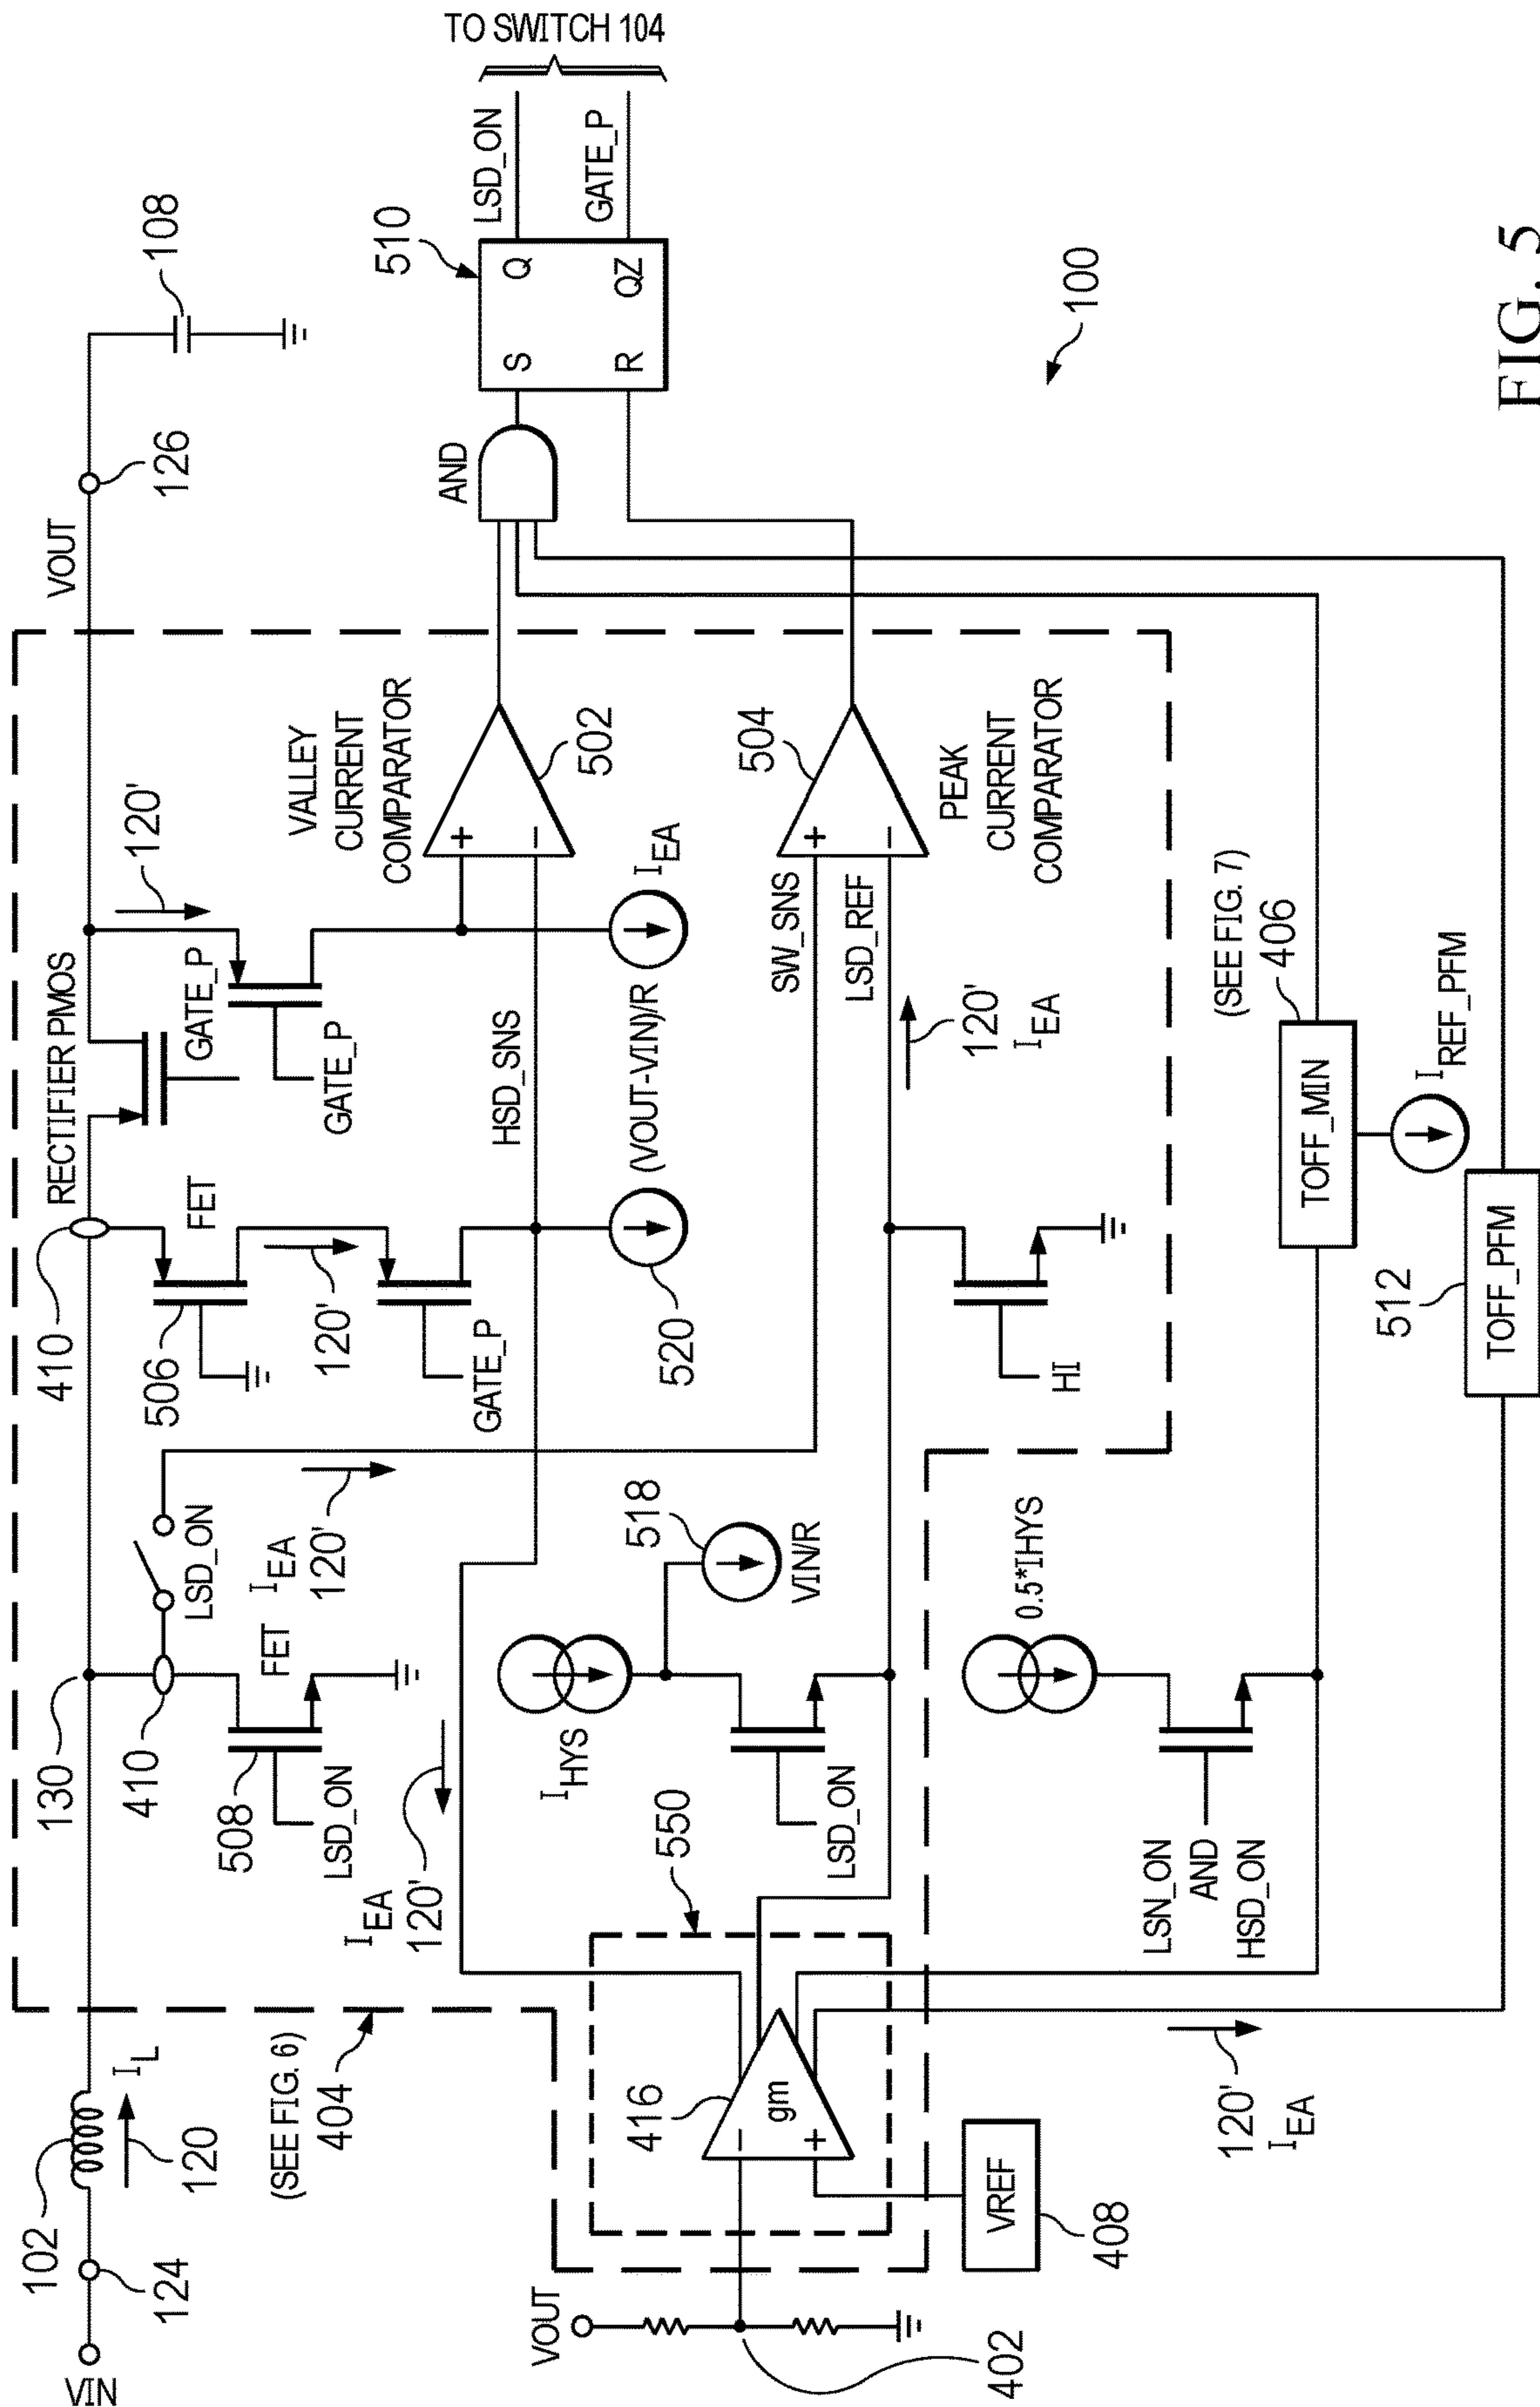 TO SWITCH 104
LSD_ON
GATE_P
510
S
Q
R
QZ
AND
108
126
VOUT
100
FIG. 5
RECTIFIER PMOS
120'
GATE_P
GATE_P
VALLEY
CURRENT
COMPARATOR
+
−
502
I_EA
HSD_SNS
(VOUT-VIN)/R
520
SW_SNS
LSD_REF
+
−
504
PEAK
CURRENT
COMPARATOR
120'
I_EA
410
FET
506
120'
GATE_P
HI
(SEE FIG. 7)
406
TOFF_MIN
I_REF_PFM
512
TOFF_PFM
130
410
FET
508
LSD_ON
LSD_ON
I_EA
120'
I_EA
120'
I_HYS
518
VIN/R
LSD_ON
550
0.5*IHYS
LSN_ON
AND
HSD_ON
VIN
124
102
I_L
120
(SEE FIG. 6)
404
416
gm
−
+
VREF
408
VOUT
402
120'
I_EA